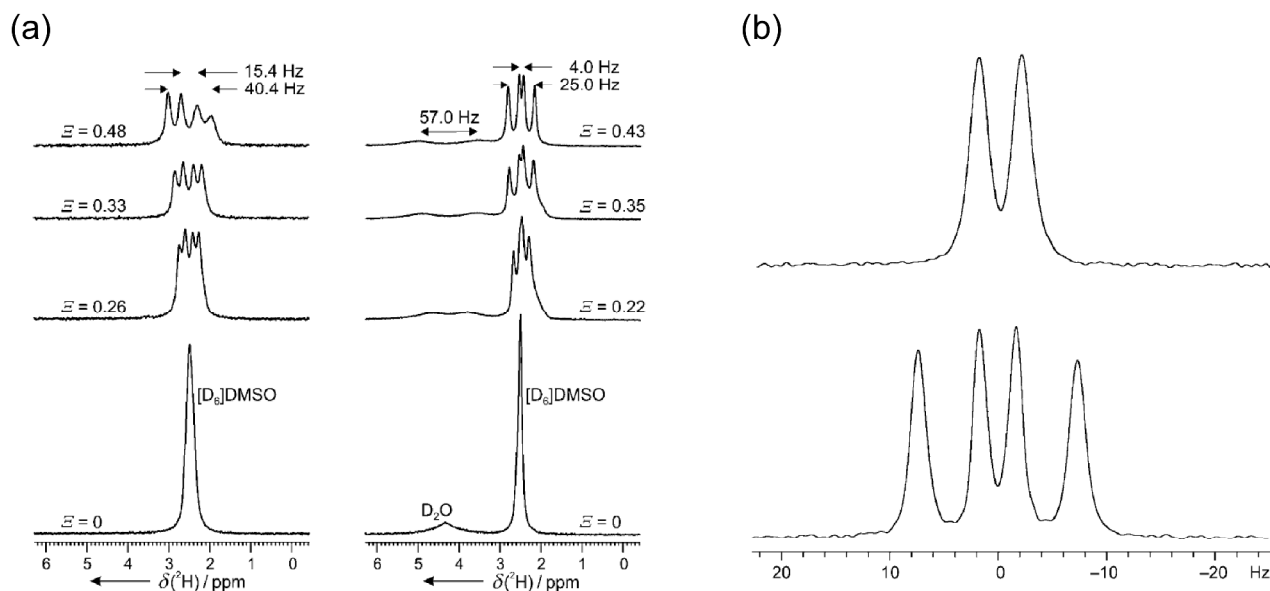 (a)
15.4 Hz
40.4 Hz
Ξ = 0.48
Ξ = 0.33
Ξ = 0.26
[D₆]DMSO
Ξ = 0
6 5 4 3 2 1 0
δ(²H) / ppm
4.0 Hz
25.0 Hz
57.0 Hz
Ξ = 0.43
Ξ = 0.35
Ξ = 0.22
[D₆]DMSO
D₂O
Ξ = 0
6 5 4 3 2 1 0
δ(²H) / ppm
(b)
20 10 0 −10 −20 Hz